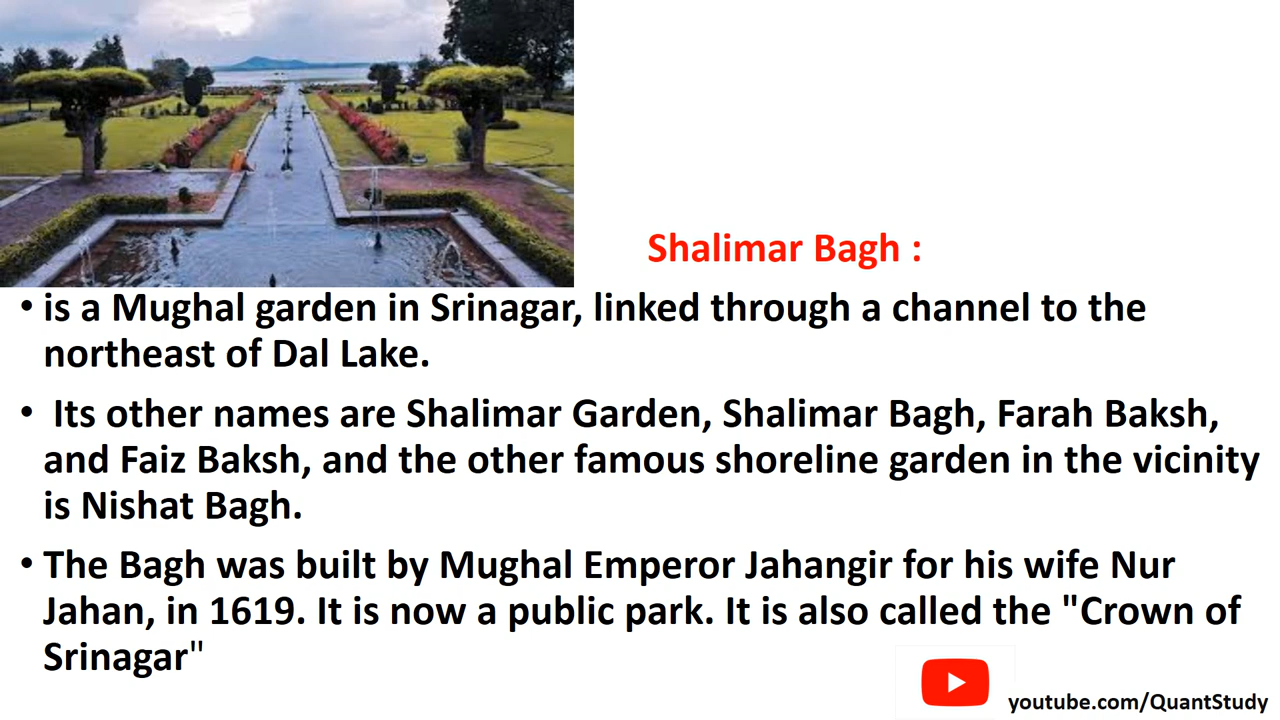 Shalimar Bagh :
• is a Mughal garden in Srinagar, linked through a channel to the
northeast of Dal Lake.
• Its other names are Shalimar Garden, Shalimar Bagh, Farah Baksh,
and Faiz Baksh, and the other famous shoreline garden in the vicinity
is Nishat Bagh.
• The Bagh was built by Mughal Emperor Jahangir for his wife Nur
Jahan, in 1619. It is now a public park. It is also called the "Crown of
Srinagar"
youtube.com/QuantStudy